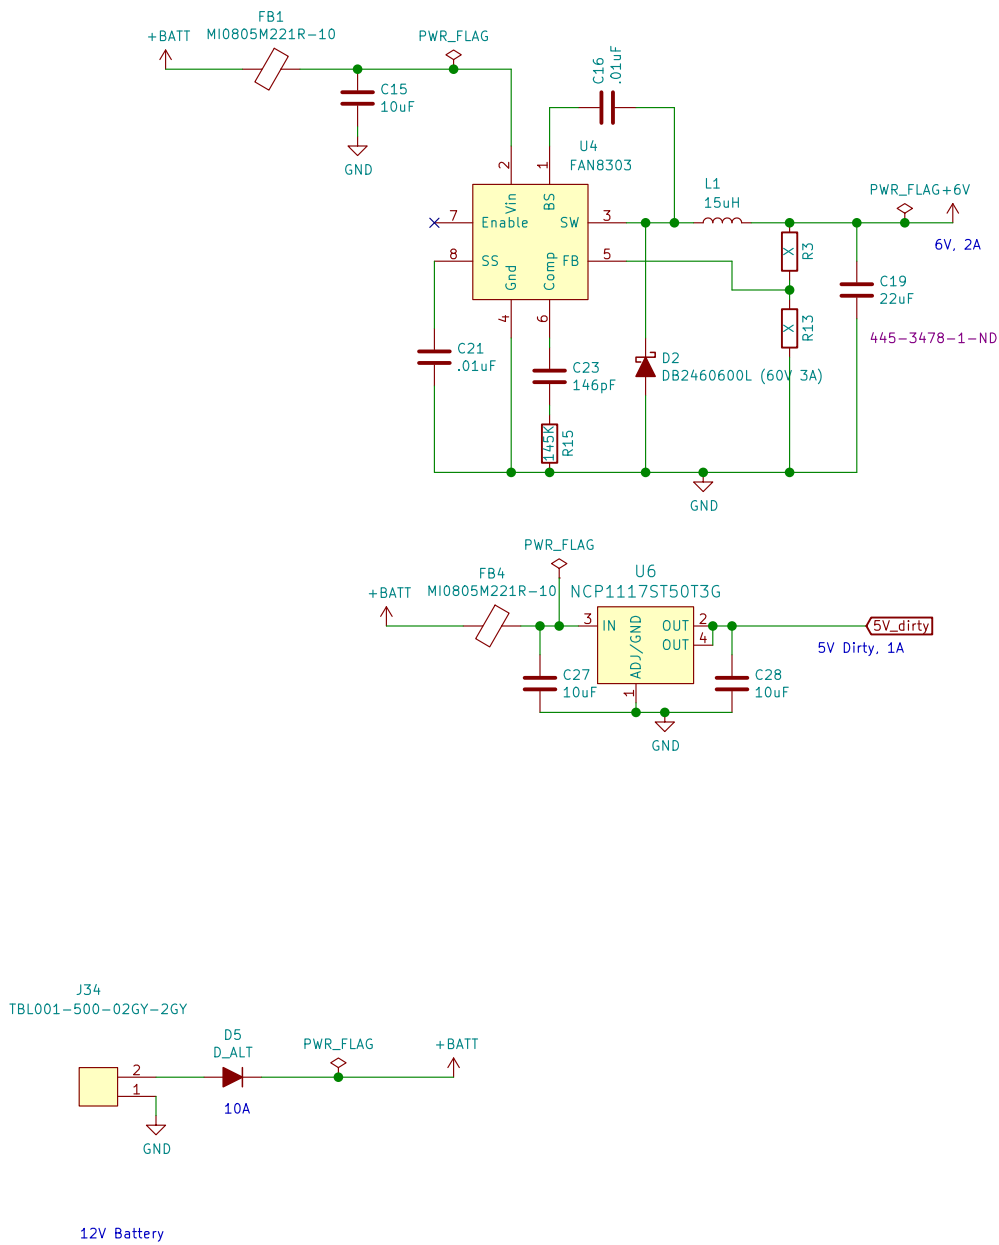 FB1
MI0805M221R-10
+BATT
PWR_FLAG
C15
10uF
GND
C16
.01uF
U4
FAN8303
2
1
Vin
BS
7
Enable
SW
3
8
SS
FB
5
Gnd
Comp
4
6
L1
15uH
PWR_FLAG
+6V
6V, 2A
X
R3
X
R13
C19
22uF
445-3478-1-ND
C21
.01uF
C23
146pF
145K
R15
D2
DB2460600L (60V 3A)
GND
PWR_FLAG
FB4
MI0805M221R-10
+BATT
U6
NCP1117ST50T3G
3
IN
OUT
2
OUT
4
ADJ/GND
1
5V_dirty
5V Dirty, 1A
C27
10uF
C28
10uF
GND
J34
TBL001-500-02GY-2GY
D5
D_ALT
PWR_FLAG
+BATT
2
1
10A
GND
12V Battery